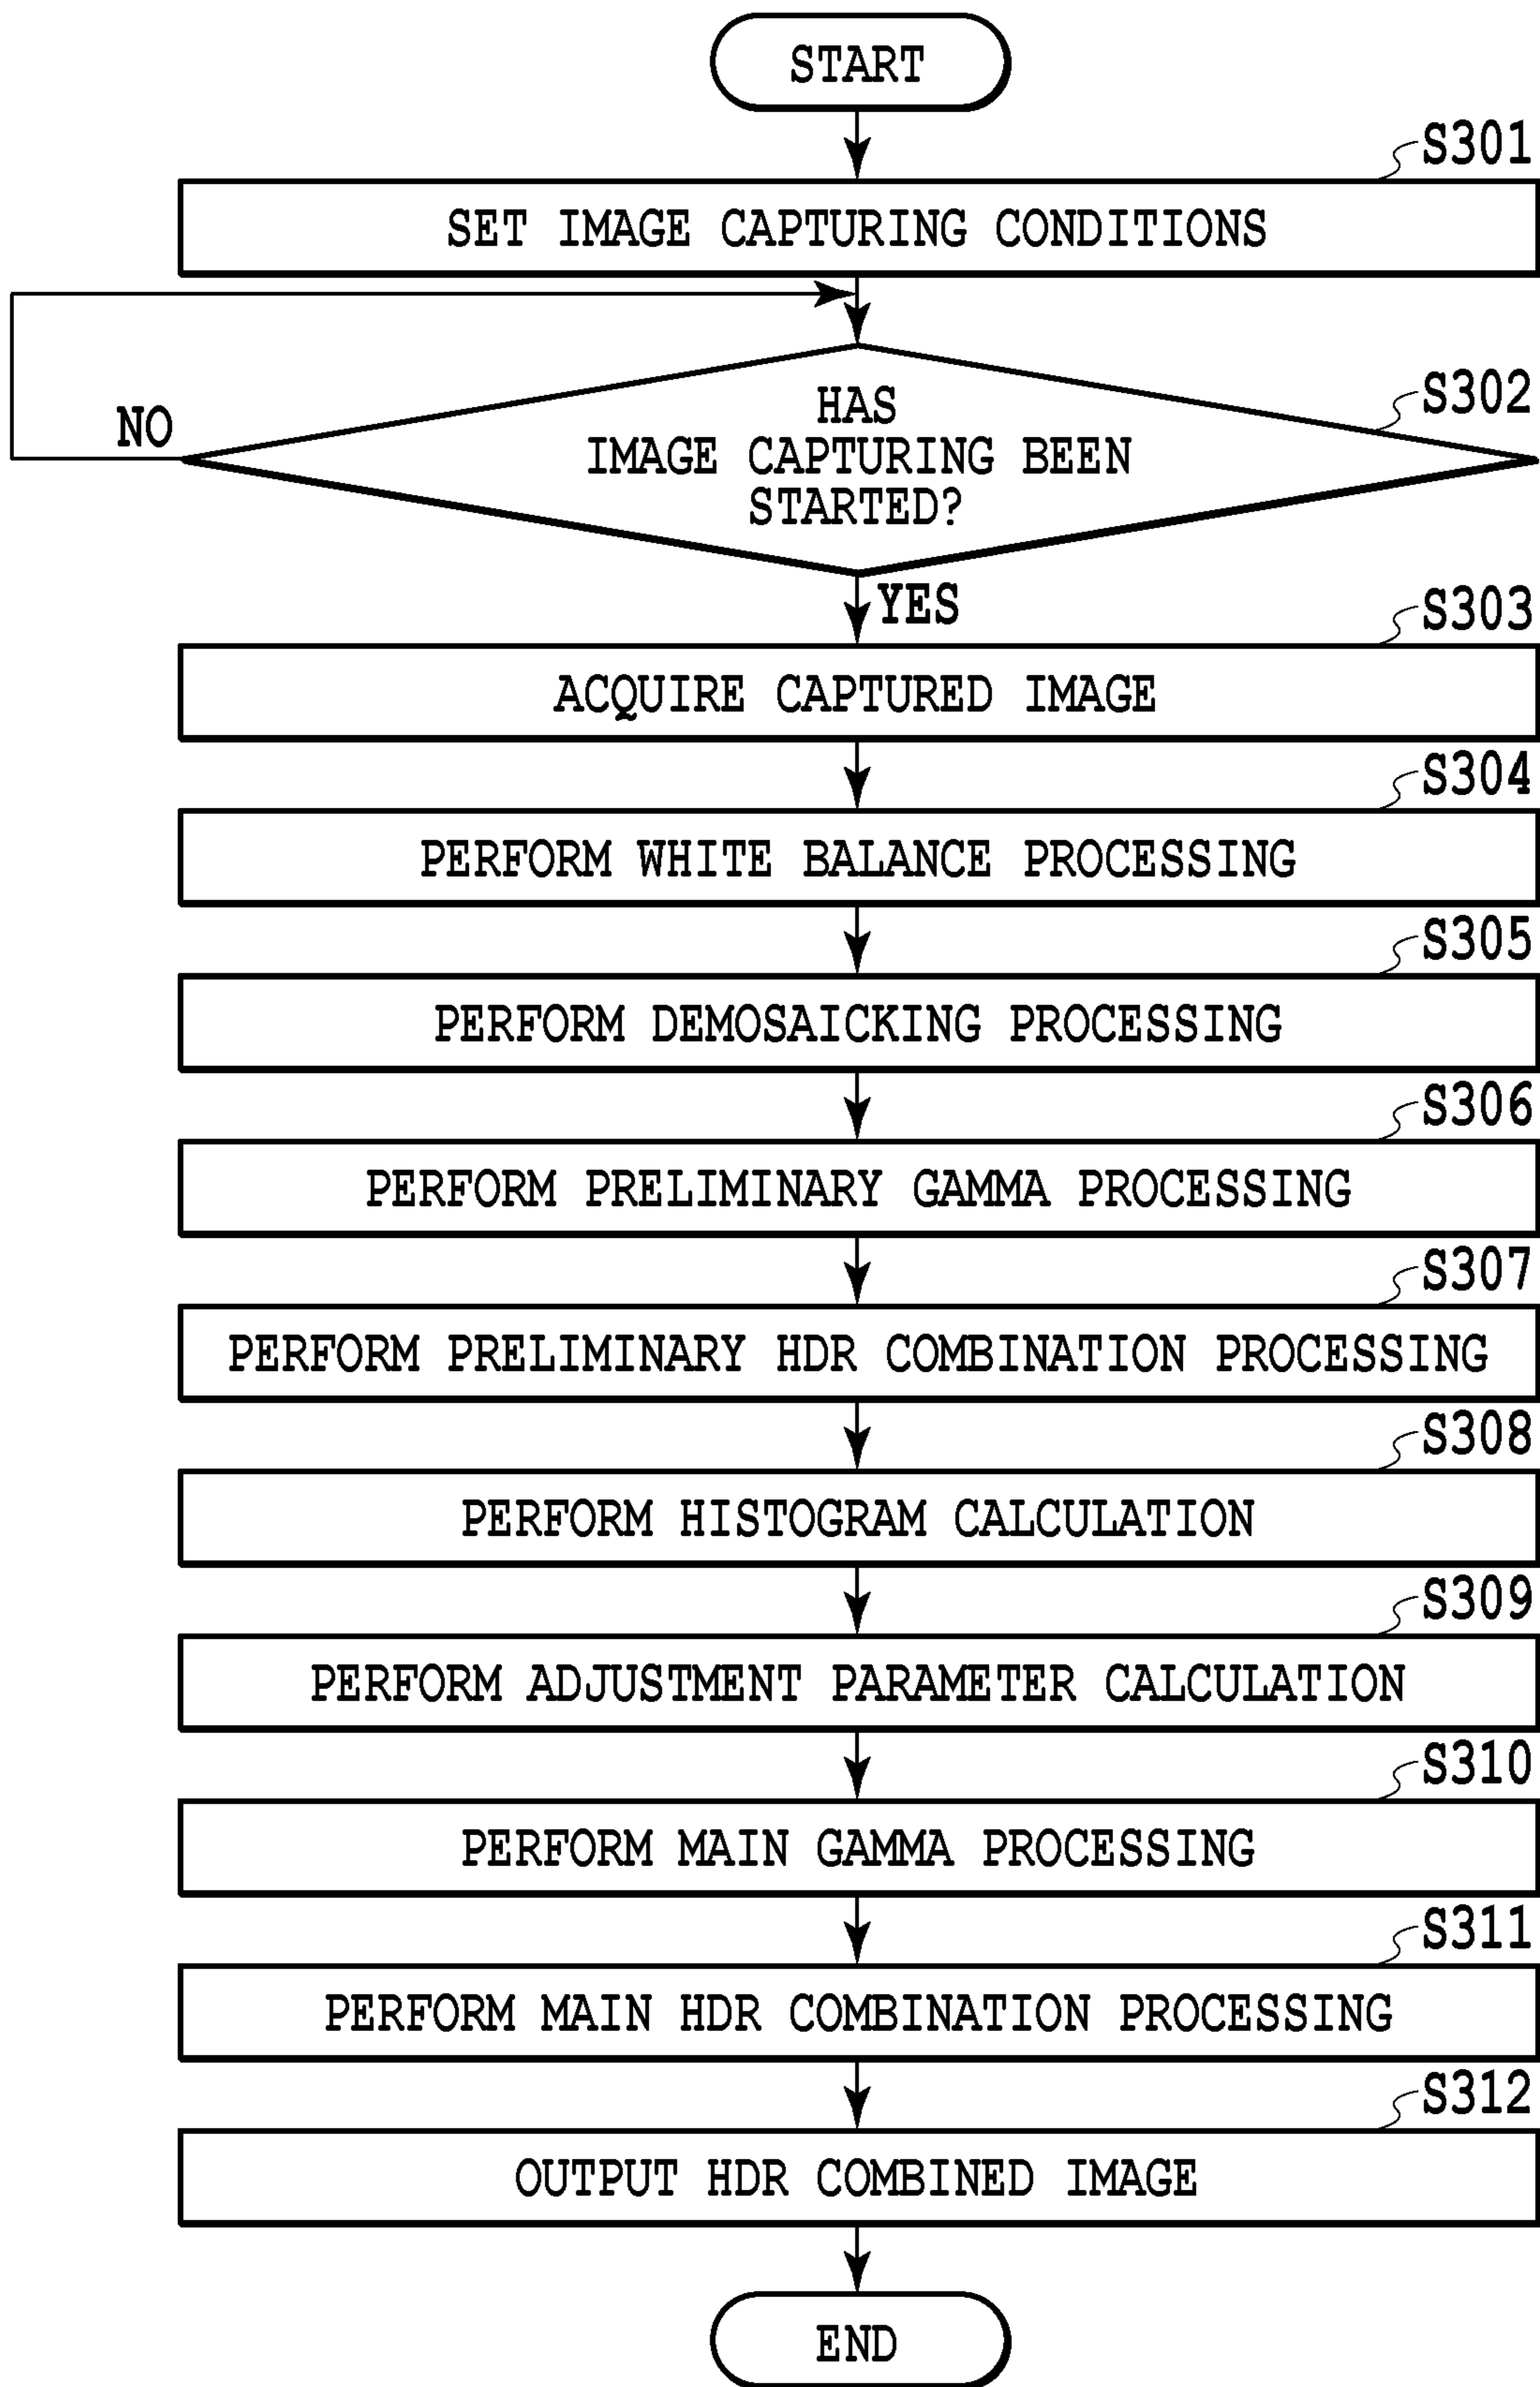 START
S301
SET IMAGE CAPTURING CONDITIONS
S302
HAS
NO
IMAGE CAPTURING BEEN
STARTED?
YES
S303
ACQUIRE CAPTURED IMAGE
S304
PERFORM WHITE BALANCE PROCESSING
S305
PERFORM DEMOSAICKING PROCESSING
S306
PERFORM PRELIMINARY GAMMA PROCESSING
S307
PERFORM PRELIMINARY HDR COMBINATION PROCESSING
S308
PERFORM HISTOGRAM CALCULATION
S309
PERFORM ADJUSTMENT PARAMETER CALCULATION
S310
PERFORM MAIN GAMMA PROCESSING
S311
PERFORM MAIN HDR COMBINATION PROCESSING
S312
OUTPUT HDR COMBINED IMAGE
END